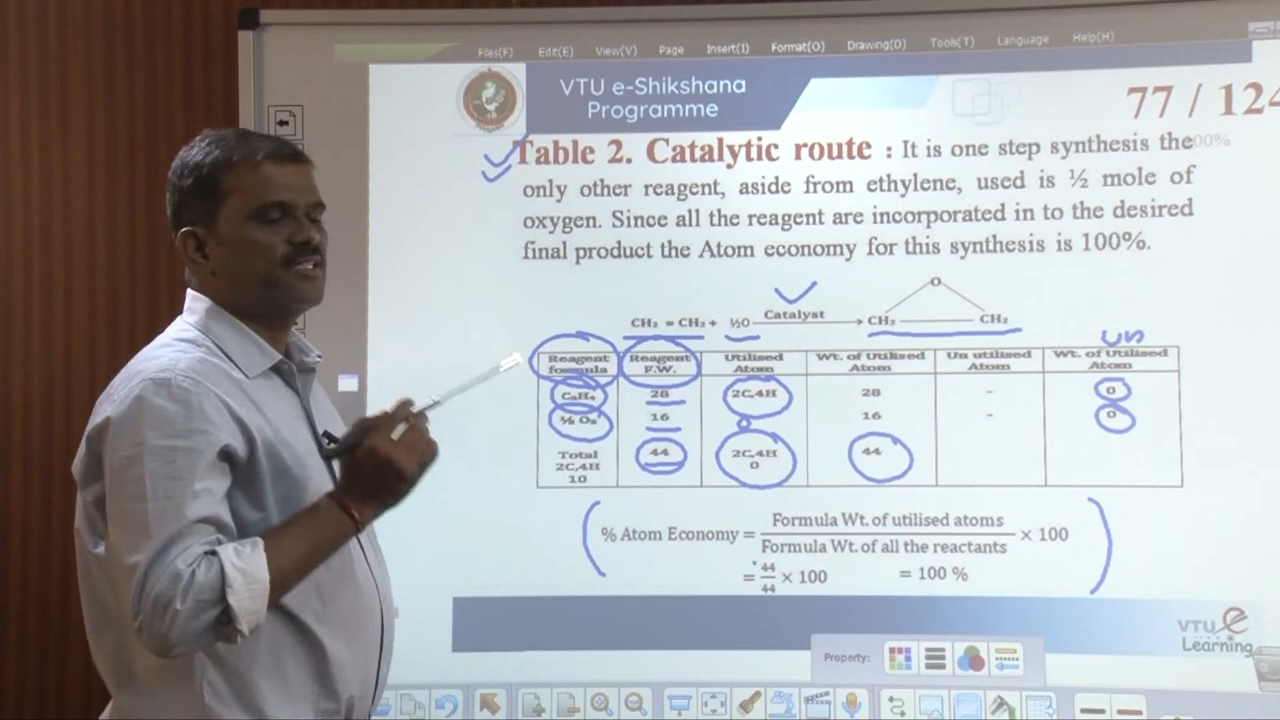 Files(F) Edit(E) View(V) Page Insert(I) Format(O) Drawing(D) Tools(T) Language Help(H)
VTU e-Shikshana
Programme
77 / 124
Table 2. Catalytic route : It is one step synthesis the
00%
only other reagent, aside from ethylene, used is ½ mole of
oxygen. Since all the reagent are incorporated in to the desired
final product the Atom economy for this synthesis is 100%.
O
CH₂ = CH₂ + ½O Catalyst CH₂ CH₂
un
Reagent formula Reagent F.W. Utilised Atom Wt. of Utilised Atom Un utilised Atom Wt. of Utilised Atom
C₂H₄ 28 2C,4H 28 - 0
½ O₂ 16 O 16 - 0
Total 44 2C,4H 44
2C,4H O
10
% Atom Economy = Formula Wt. of utilised atoms / Formula Wt. of all the reactants × 100
= 44/44 × 100 = 100 %
VTU e
Learning
Property: